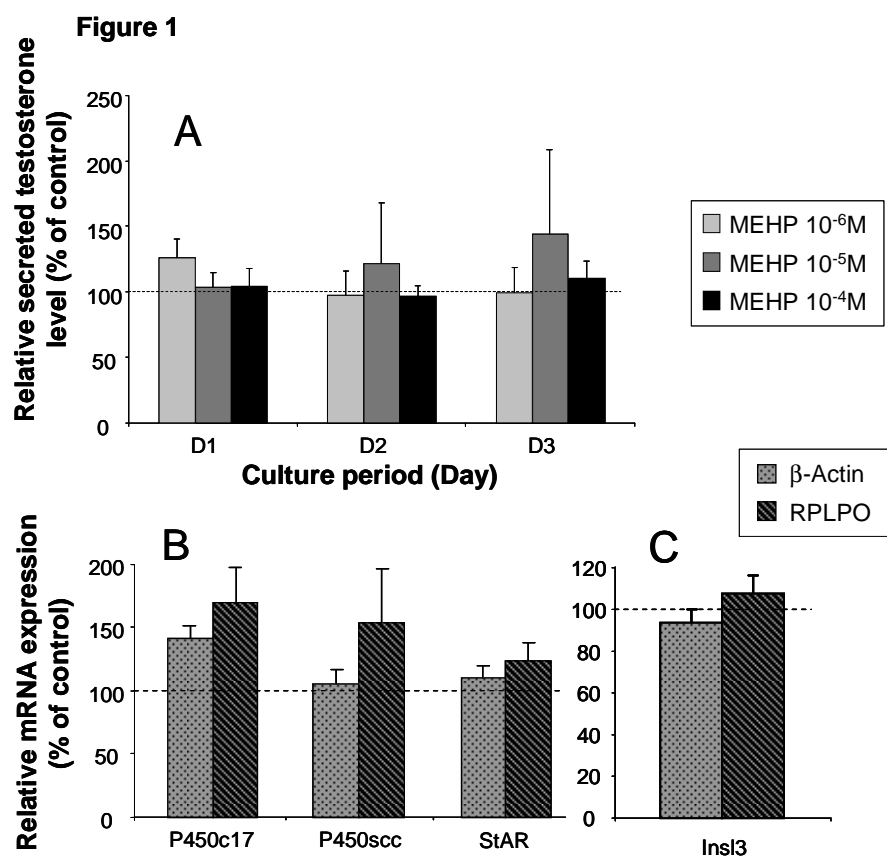 Figure 1
A
Relative secreted testosterone
level (% of control)
250
200
150
100
50
0
D1 D2 D3
Culture period (Day)
MEHP 10⁻⁶M
MEHP 10⁻⁵M
MEHP 10⁻⁴M
β-Actin
RPLPO
B
Relative mRNA expression
(% of control)
200
150
100
50
0
P450c17 P450scc StAR
C
120
100
80
60
40
20
0
Insl3